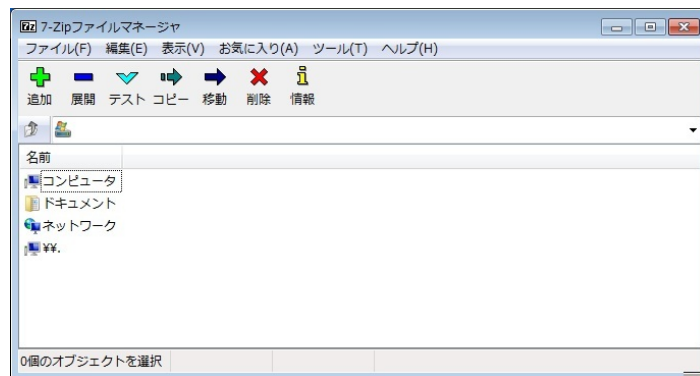 7z 7-Zipファイルマネージャ
ファイル(F) 編集(E) 表示(V) お気に入り(A) ツール(T) ヘルプ(H)
追加 展開 テスト コピー 移動 削除 情報
名前
コンピュータ
ドキュメント
ネットワーク
¥¥.
0個のオブジェクトを選択